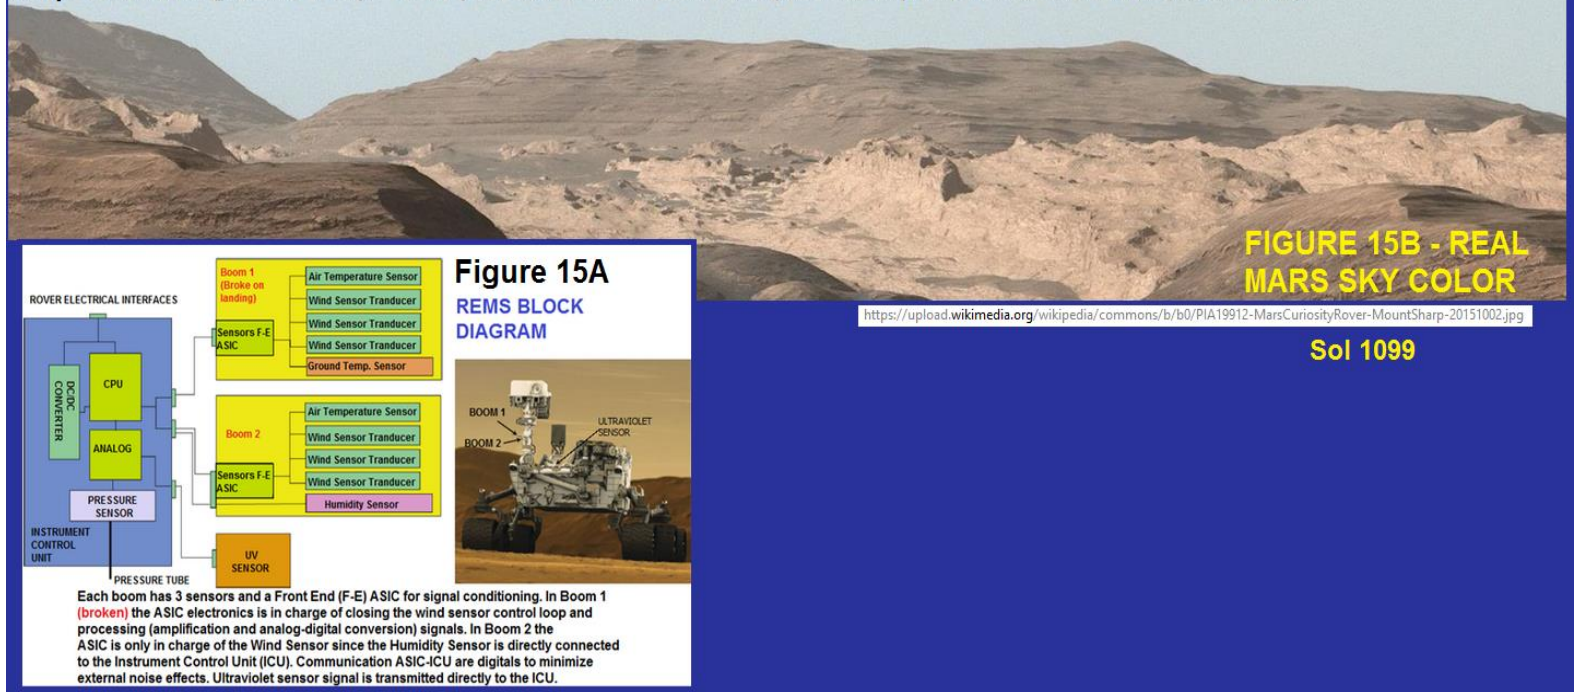 FIGURE 15B - REAL
MARS SKY COLOR
https://upload.wikimedia.org/wikipedia/commons/b/b0/PIA19912-MarsCuriosityRover-MountSharp-20151002.jpg
Sol 1099
Figure 15A
REMS BLOCK
DIAGRAM
ROVER ELECTRICAL INTERFACES
Boom 1
(Broke on
landing)
Air Temperature Sensor
Wind Sensor Tranducer
Wind Sensor Tranducer
Wind Sensor Tranducer
Ground Temp. Sensor
Sensors F-E
ASIC
DC/DC
CONVERTER
CPU
ANALOG
PRESSURE
SENSOR
INSTRUMENT
CONTROL
UNIT
PRESSURE TUBE
Boom 2
Air Temperature Sensor
Wind Sensor Tranducer
Wind Sensor Tranducer
Wind Sensor Tranducer
Humidity Sensor
Sensors F-E
ASIC
UV
SENSOR
BOOM 1
BOOM 2
ULTRAVIOLET
SENSOR
Each boom has 3 sensors and a Front End (F-E) ASIC for signal conditioning. In Boom 1
(broken) the ASIC electronics is in charge of closing the wind sensor control loop and
processing (amplification and analog-digital conversion) signals. In Boom 2 the
ASIC is only in charge of the Wind Sensor since the Humidity Sensor is directly connected
to the Instrument Control Unit (ICU). Communication ASIC-ICU are digitals to minimize
external noise effects. Ultraviolet sensor signal is transmitted directly to the ICU.